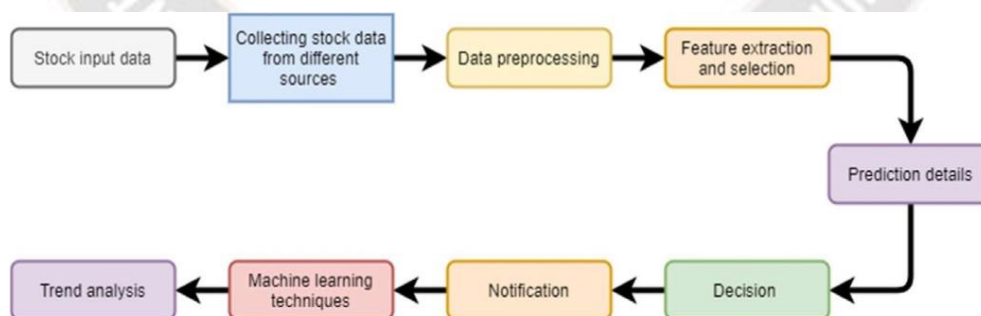 Stock input data
Collecting stock data
from different
sources
Data preprocessing
Feature extraction
and selection
Prediction details
Decision
Notification
Machine learning
techniques
Trend analysis